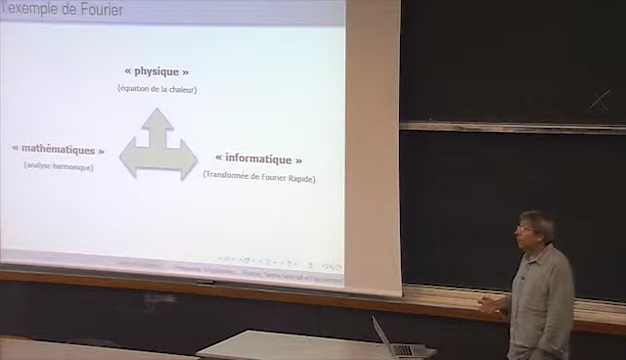 l'exemple de Fourier
« physique »
(équation de la chaleur)
« mathématiques »
(analyse harmonique)
« informatique »
(Transformée de Fourier Rapide)